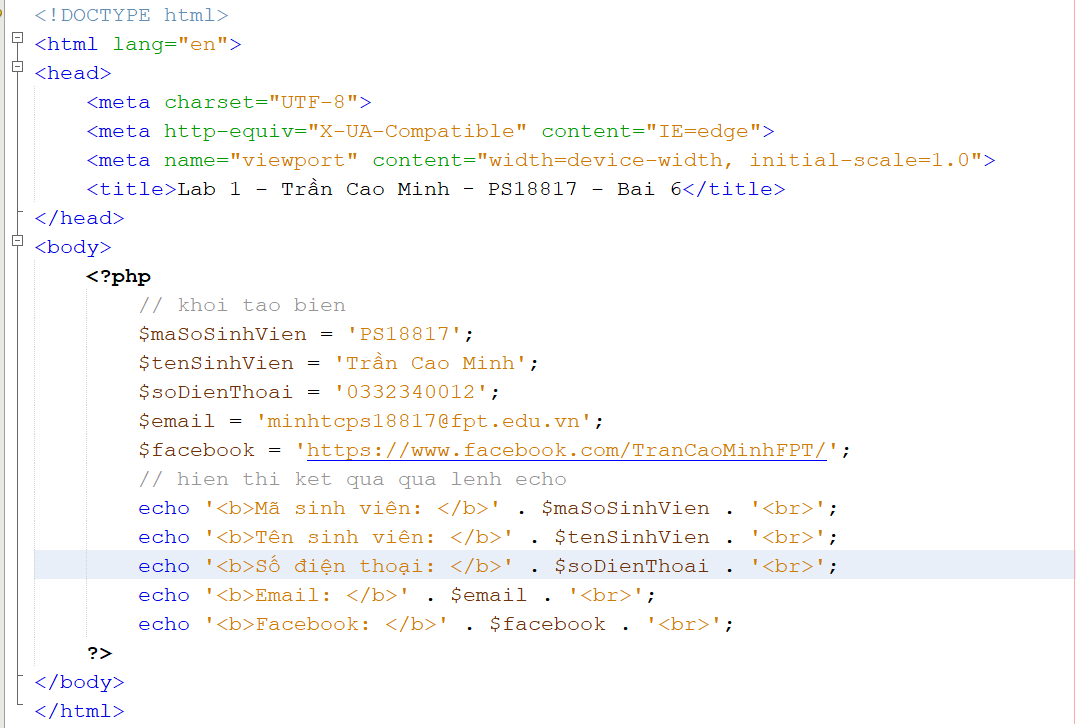 <!DOCTYPE html>
<html lang="en">
<head>
    <meta charset="UTF-8">
    <meta http-equiv="X-UA-Compatible" content="IE=edge">
    <meta name="viewport" content="width=device-width, initial-scale=1.0">
    <title>Lab 1 - Trần Cao Minh - PS18817 - Bai 6</title>
</head>
<body>
    <?php
        // khoi tao bien
        $maSoSinhVien = 'PS18817';
        $tenSinhVien = 'Trần Cao Minh';
        $soDienThoai = '0332340012';
        $email = 'minhtcps18817@fpt.edu.vn';
        $facebook = 'https://www.facebook.com/TranCaoMinhFPT/';
        // hien thi ket qua qua lenh echo
        echo '<b>Mã sinh viên: </b>' . $maSoSinhVien . '<br>';
        echo '<b>Tên sinh viên: </b>' . $tenSinhVien . '<br>';
        echo '<b>Số điện thoại: </b>' . $soDienThoai . '<br>';
        echo '<b>Email: </b>' . $email . '<br>';
        echo '<b>Facebook: </b>' . $facebook . '<br>';
    ?>
</body>
</html>